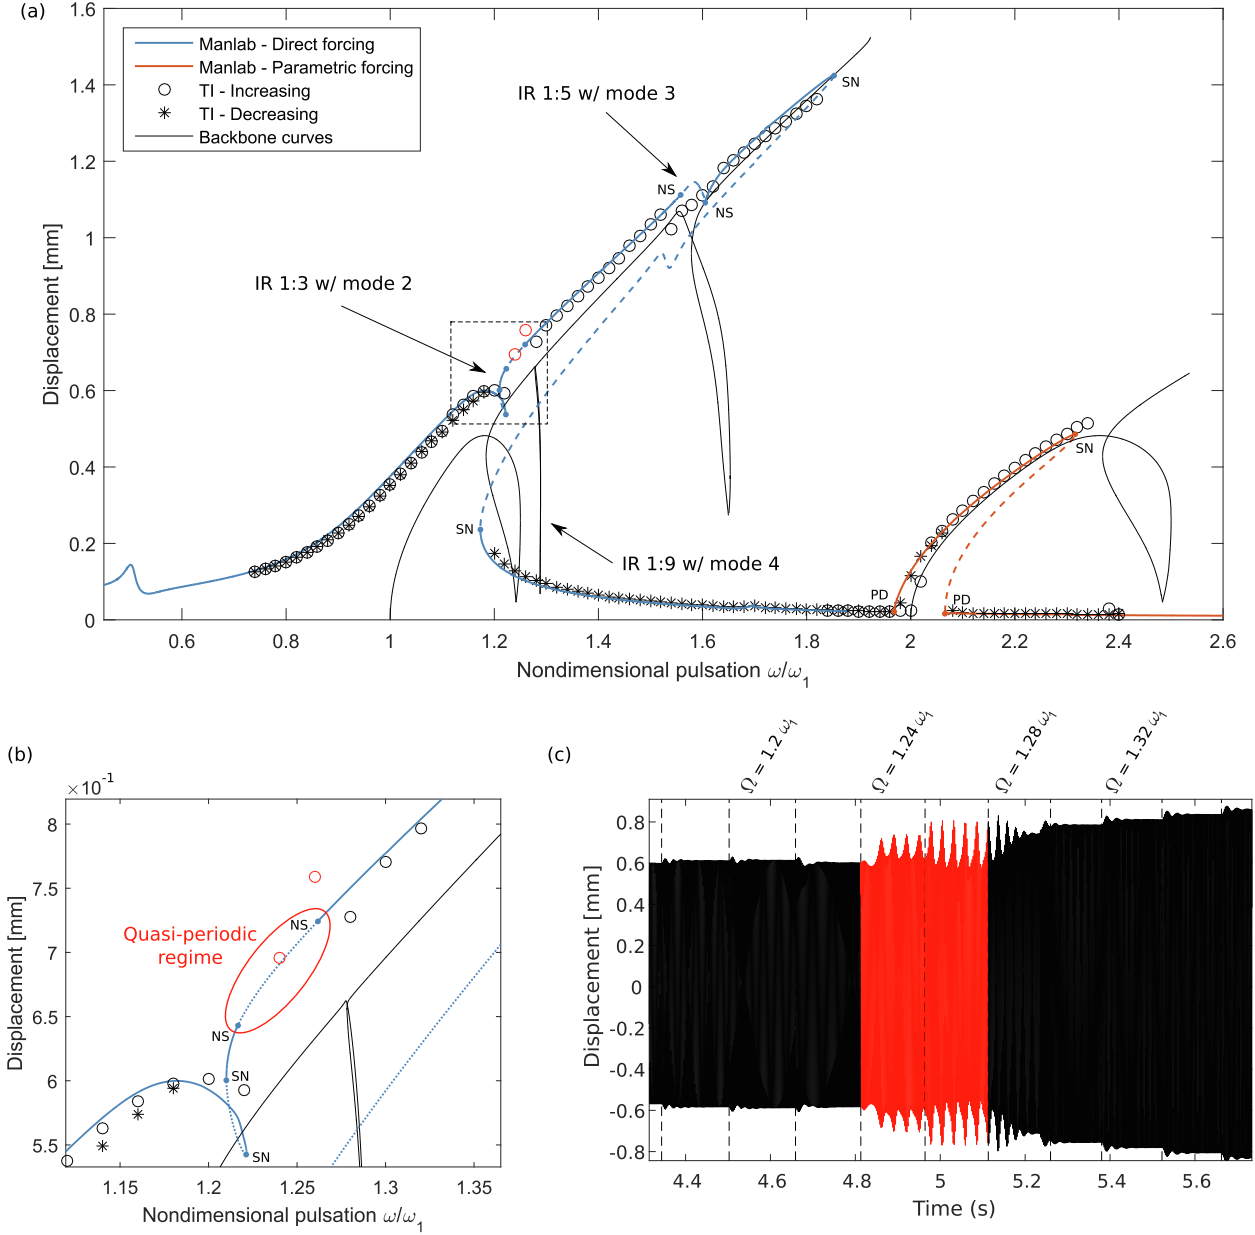 (a)
1.6
1.4
1.2
1
0.8
0.6
0.4
0.2
0
Displacement [mm]
Manlab - Direct forcing
Manlab - Parametric forcing
TI - Increasing
TI - Decreasing
Backbone curves
IR 1:5 w/ mode 3
SN
NS
NS
IR 1:3 w/ mode 2
SN
IR 1:9 w/ mode 4
PD
PD
SN
0.6
0.8
1
1.2
1.4
1.6
1.8
2
2.2
2.4
2.6
Nondimensional pulsation ω/ω₁
(b)
×10⁻¹
8
7.5
7
6.5
6
5.5
Displacement [mm]
Quasi-periodic
regime
NS
NS
SN
SN
1.15
1.2
1.25
1.3
1.35
Nondimensional pulsation ω/ω₁
(c)
Ω = 1.2 ω₁
Ω = 1.24 ω₁
Ω = 1.28 ω₁
Ω = 1.32 ω₁
0.8
0.6
0.4
0.2
0
-0.2
-0.4
-0.6
-0.8
Displacement [mm]
4.4
4.6
4.8
5
5.2
5.4
5.6
Time (s)